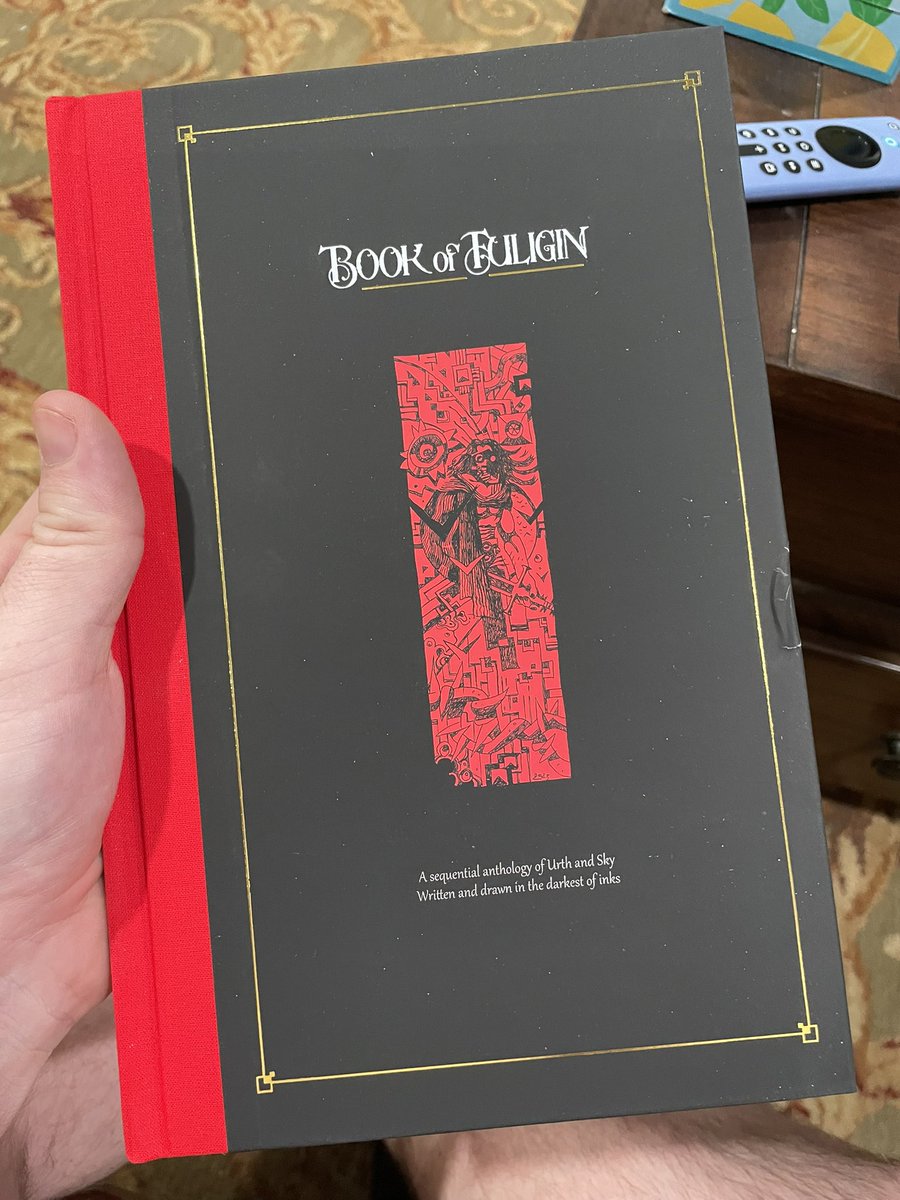 BOOK of FULIGIN
A sequential anthology of Urth and Sky
Written and drawn in the darkest of inks